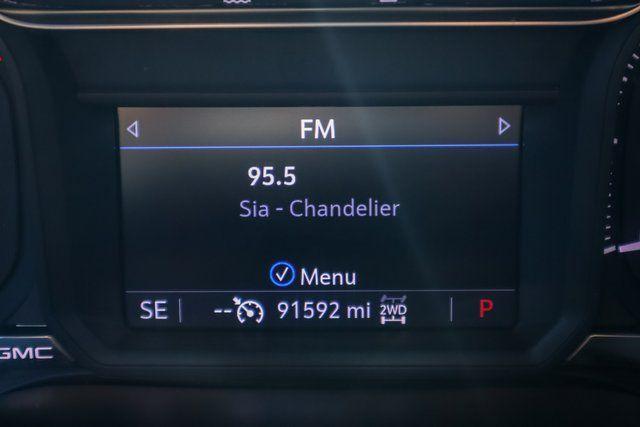 FM
95.5
Sia - Chandelier
Menu
SE -- 91592 mi 2WD P
GMC